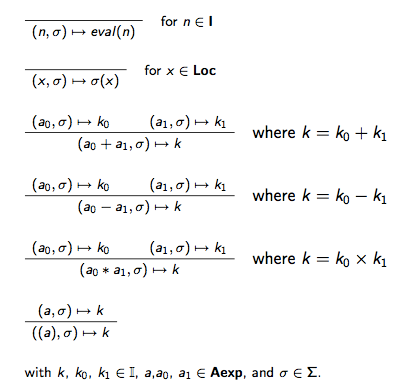 (n, σ) ↦ eval(n) for n ∈ I
(x, σ) ↦ σ(x) for x ∈ Loc
(a₀, σ) ↦ k₀ (a₁, σ) ↦ k₁
(a₀ + a₁, σ) ↦ k where k = k₀ + k₁
(a₀, σ) ↦ k₀ (a₁, σ) ↦ k₁
(a₀ − a₁, σ) ↦ k where k = k₀ − k₁
(a₀, σ) ↦ k₀ (a₁, σ) ↦ k₁
(a₀ ∗ a₁, σ) ↦ k where k = k₀ × k₁
(a, σ) ↦ k
((a), σ) ↦ k
with k, k₀, k₁ ∈ 𝕀, a,a₀, a₁ ∈ Aexp, and σ ∈ Σ.